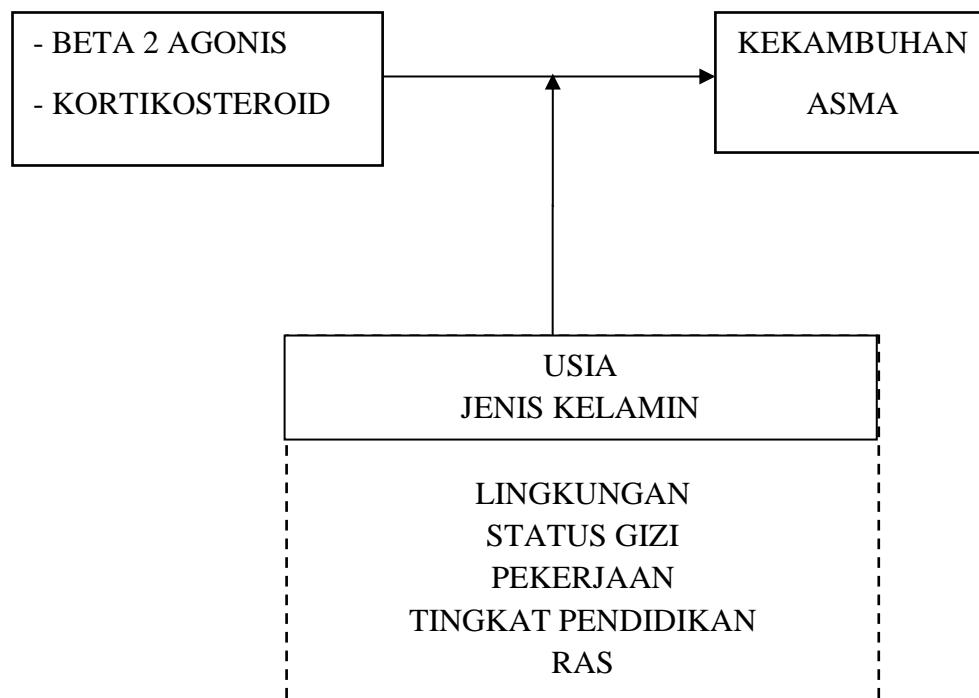 - BETA 2 AGONIS
- KORTIKOSTEROID
KEKAMBUHAN
ASMA
USIA
JENIS KELAMIN
LINGKUNGAN
STATUS GIZI
PEKERJAAN
TINGKAT PENDIDIKAN
RAS